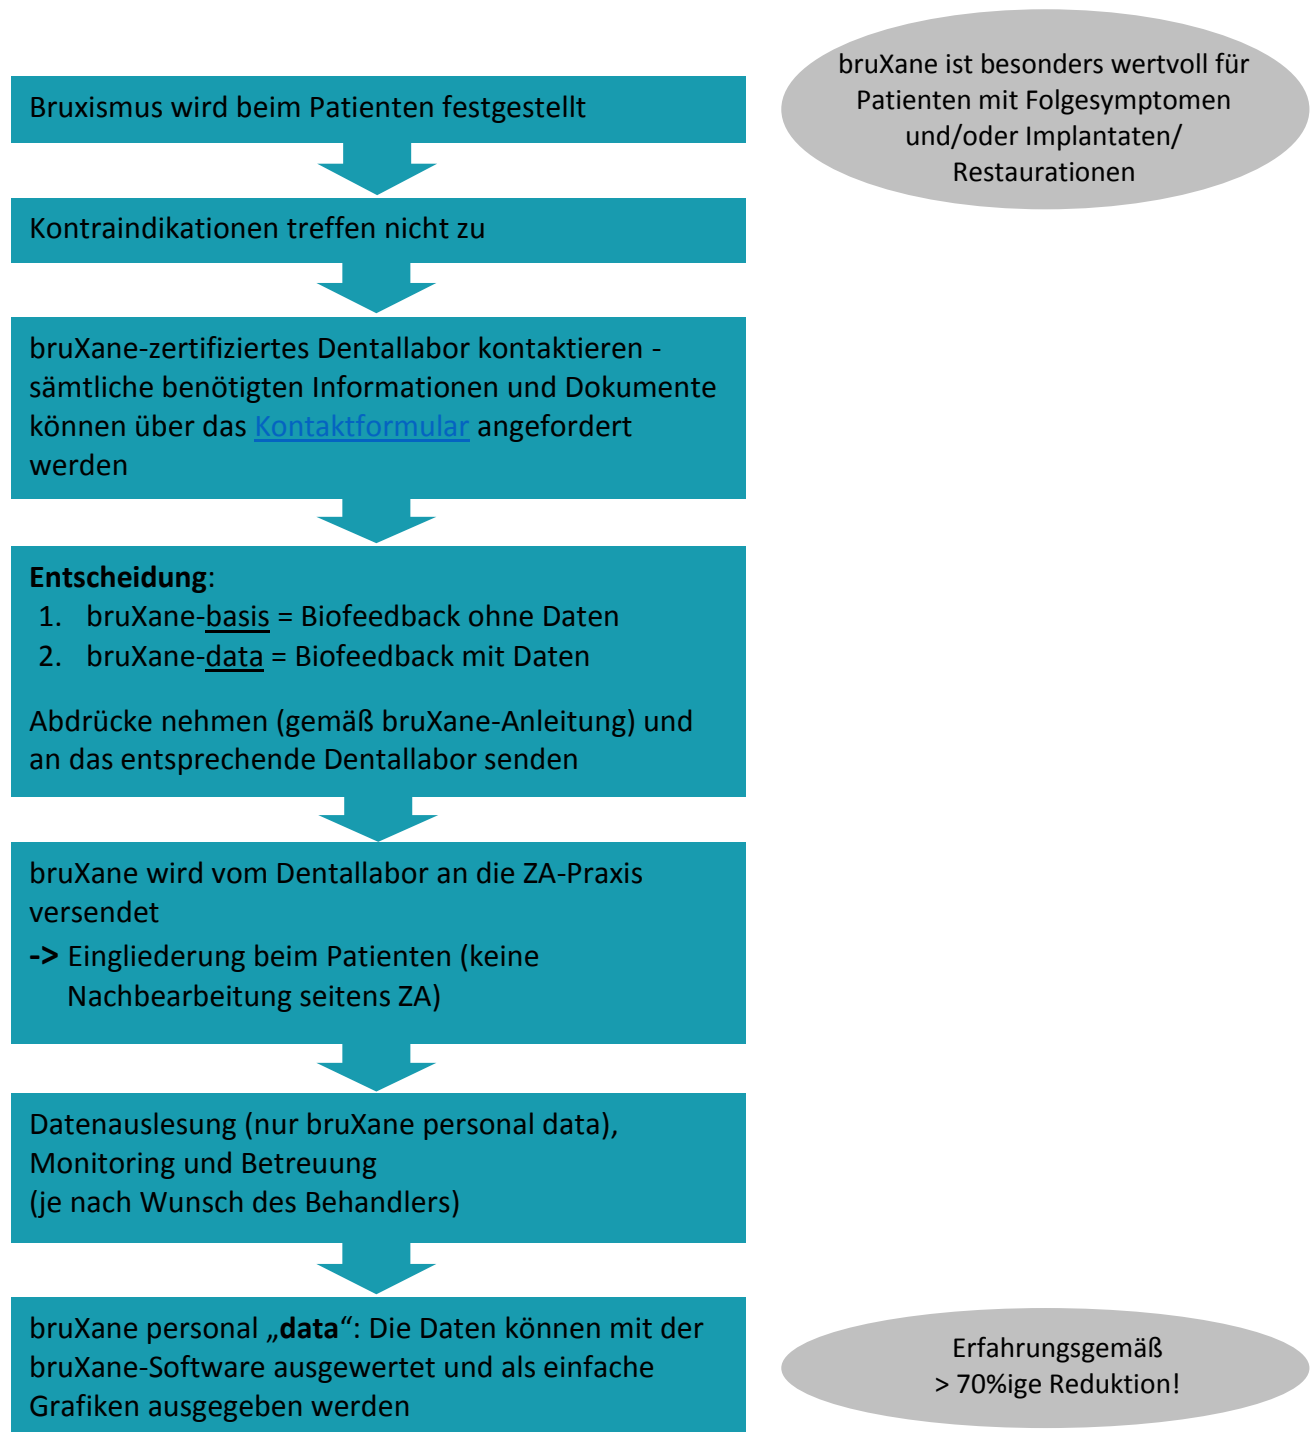 bruXane ist besonders wertvoll für
Patienten mit Folgesymptomen
und/oder Implantaten/
Restaurationen
Bruxismus wird beim Patienten festgestellt
Kontraindikationen treffen nicht zu
bruXane-zertifiziertes Dentallabor kontaktieren -
sämtliche benötigten Informationen und Dokumente
können über das Kontaktformular angefordert
werden
Entscheidung:
1. bruXane-basis = Biofeedback ohne Daten
2. bruXane-data = Biofeedback mit Daten
Abdrücke nehmen (gemäß bruXane-Anleitung) und
an das entsprechende Dentallabor senden
bruXane wird vom Dentallabor an die ZA-Praxis
versendet
-> Eingliederung beim Patienten (keine
Nachbearbeitung seitens ZA)
Datenauslesung (nur bruXane personal data),
Monitoring und Betreuung
(je nach Wunsch des Behandlers)
bruXane personal „data“: Die Daten können mit der
bruXane-Software ausgewertet und als einfache
Grafiken ausgegeben werden
Erfahrungsgemäß
> 70%ige Reduktion!